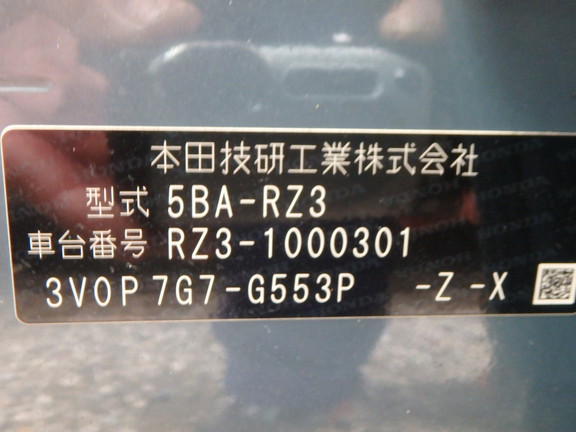 本田技研工業株式会社
型式 5BA-RZ3
車台番号 RZ3-1000301
3V0P 7G7-G553P -Z -X